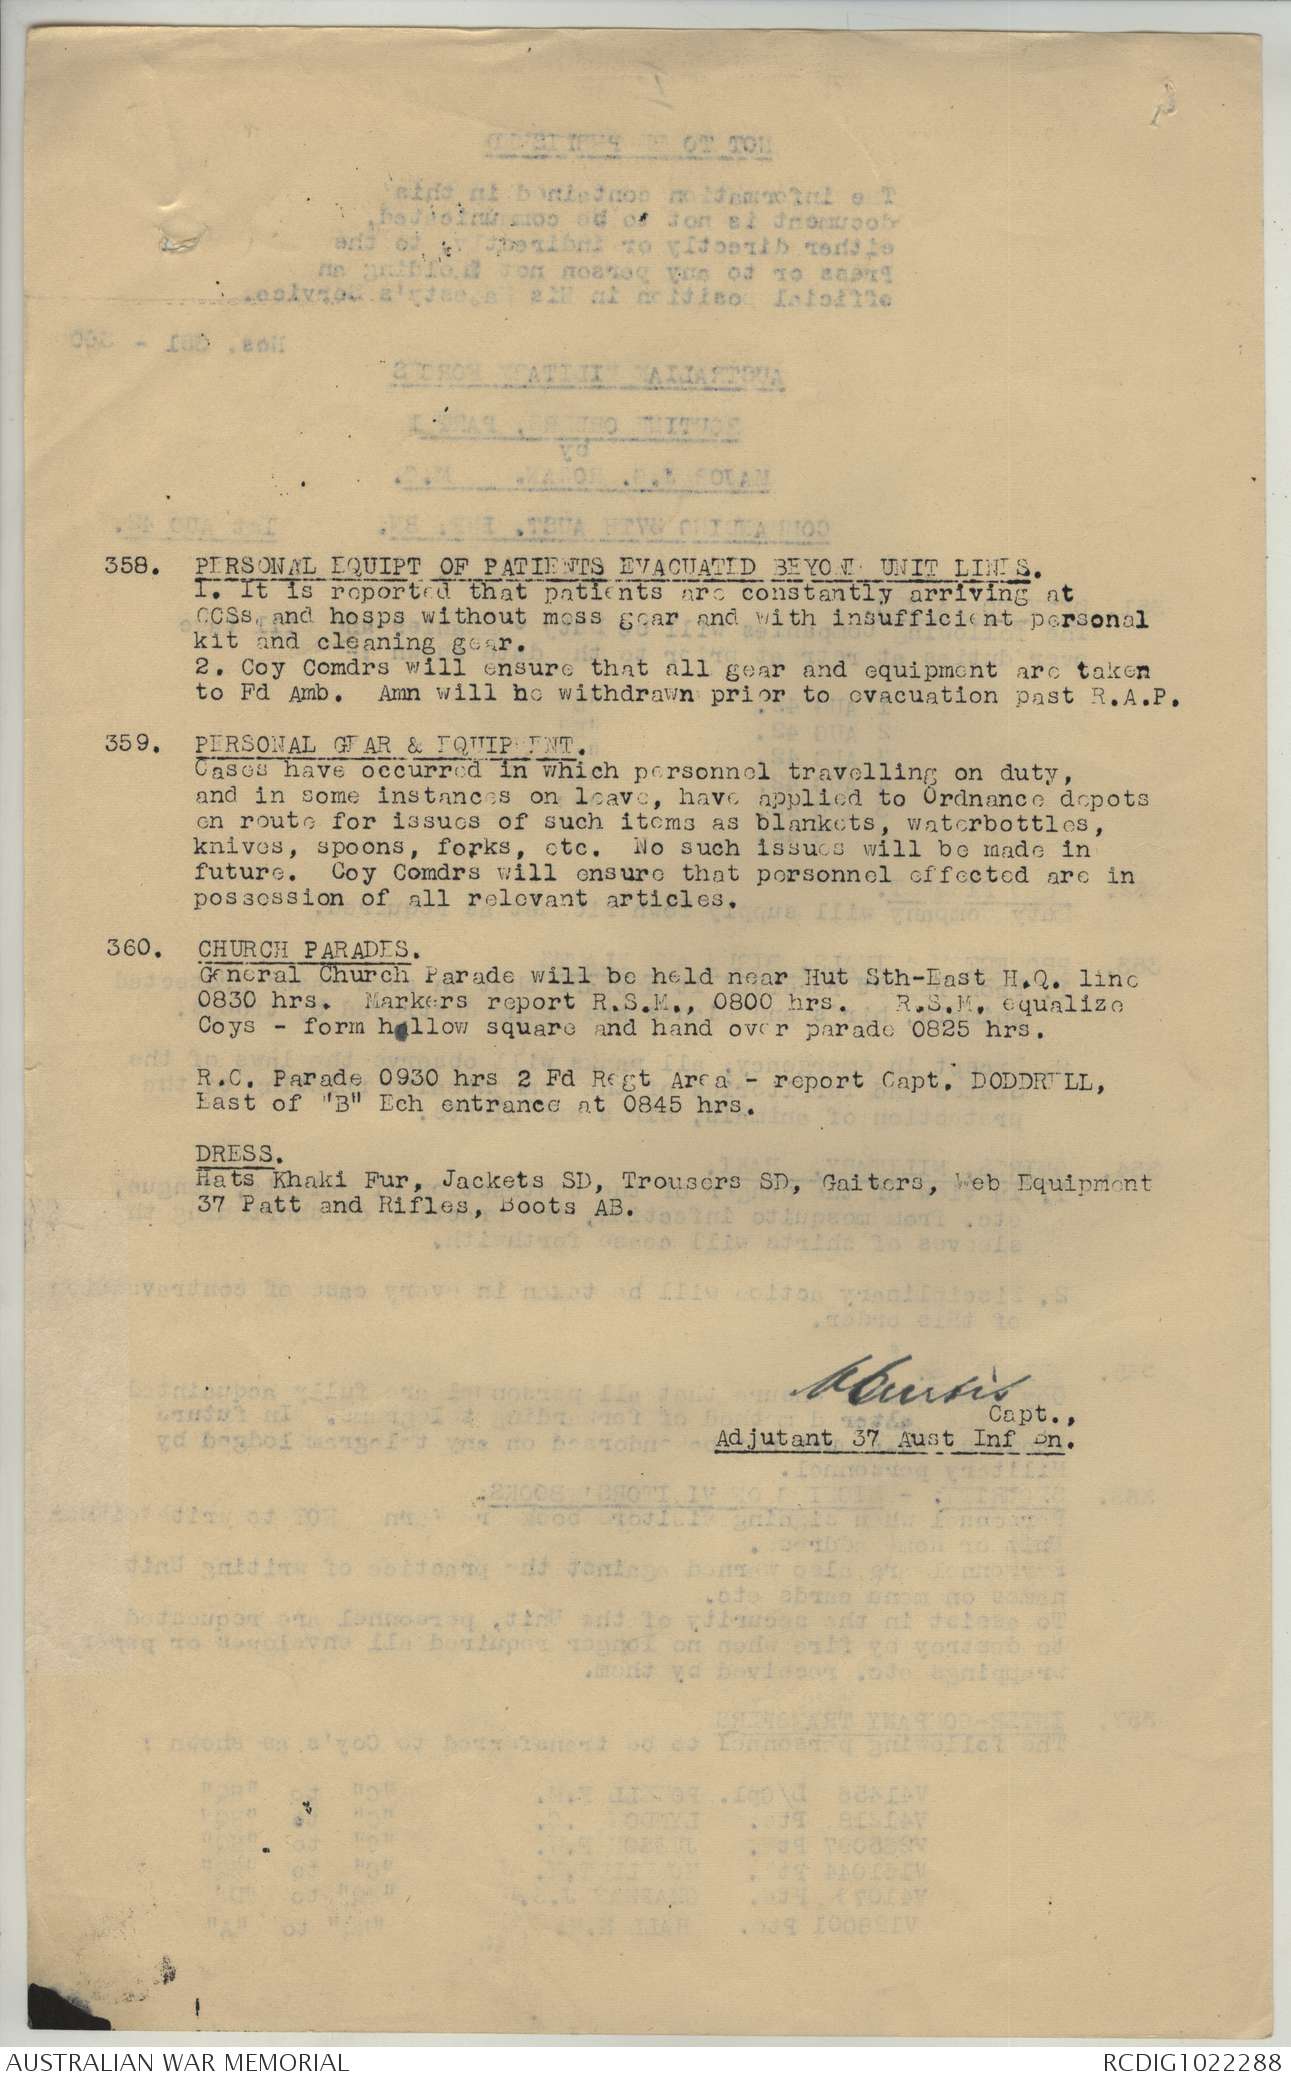 358. PERSONAL EQUIPT OF PATIENTS EVACUATED BEYOND UNIT LINES.
1. It is reported that patients are constantly arriving at
CCSs, and hosps without mess gear and with insufficient personal
kit and cleaning gear.
2. Coy Comdrs will ensure that all gear and equipment are taken
to Fd Amb. Amn will be withdrawn prior to evacuation past R.A.P.
359. PERSONAL GEAR & EQUIPMENT.
Cases have occurred in which personnel travelling on duty,
and in some instances on leave, have applied to Ordnance depots
en route for issues of such items as blankets, waterbottles,
knives, spoons, forks, etc. No such issues will be made in
future. Coy Comdrs will ensure that personnel effected are in
possession of all relevant articles.
360. CHURCH PARADES.
General Church Parade will be held near Hut Sth-East H.Q. line
0830 hrs. Markers report R.S.M., 0800 hrs. R.S.M. equalize
Coys - form hollow square and hand over parade 0825 hrs.
R.C. Parade 0930 hrs 2 Fd Regt Area - report Capt. DODDRELL,
East of "B" Ech entrance at 0845 hrs.
DRESS.
Hats Khaki Fur, Jackets SD, Trousers SD, Gaiters, Web Equipment
37 Patt and Rifles, Boots AB.
Curtis
Capt.,
Adjutant 37 Aust Inf Bn.
AUSTRALIAN WAR MEMORIAL
RCDIG1022288